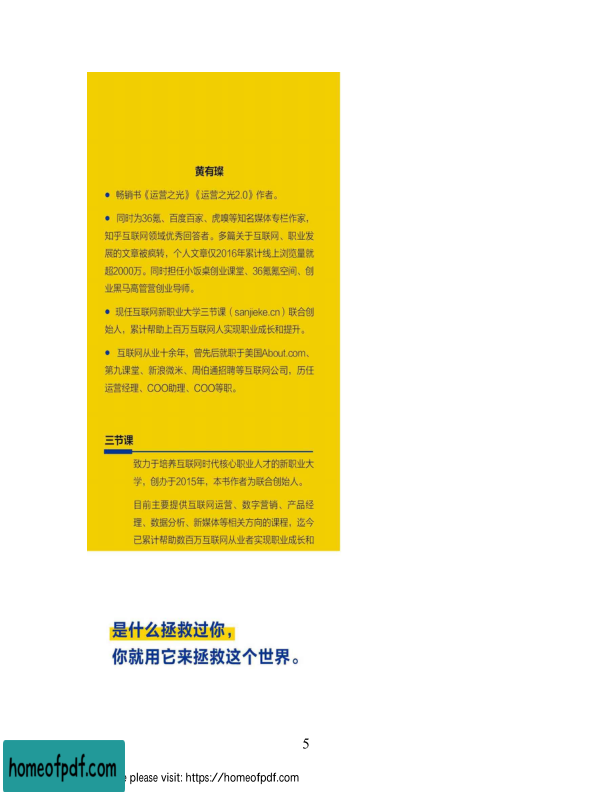 黄有璨
● 畅销书《运营之光》《运营之光2.0》作者。
● 同时为36氪、百度百家、虎嗅等知名媒体专栏作家，
知乎互联网领域优秀回答者。多篇关于互联网、职业发
展的文章被疯转，个人文章仅2016年累计线上浏览量就
超2000万。同时担任小饭桌创业课堂、36氪氪空间、创
业黑马高管营创业导师。
● 现任互联网新职业大学三节课（sanjieke.cn）联合创
始人，累计帮助上百万互联网人实现职业成长和提升。
● 互联网从业十余年，曾先后就职于美国About.com、
第九课堂、新浪微米、周伯通招聘等互联网公司，历任
运营经理、COO助理、COO等职。
三节课
致力于培养互联网时代核心职业人才的新职业大
学，创办于2015年，本书作者为联合创始人。
目前主要提供互联网运营、数字营销、产品经
理、数据分析、新媒体等相关方向的课程，迄今
已累计帮助数百万互联网从业者实现职业成长和
是什么拯救过你，
你就用它来拯救这个世界。
5
homeofpdf.com
please visit: https://homeofpdf.com